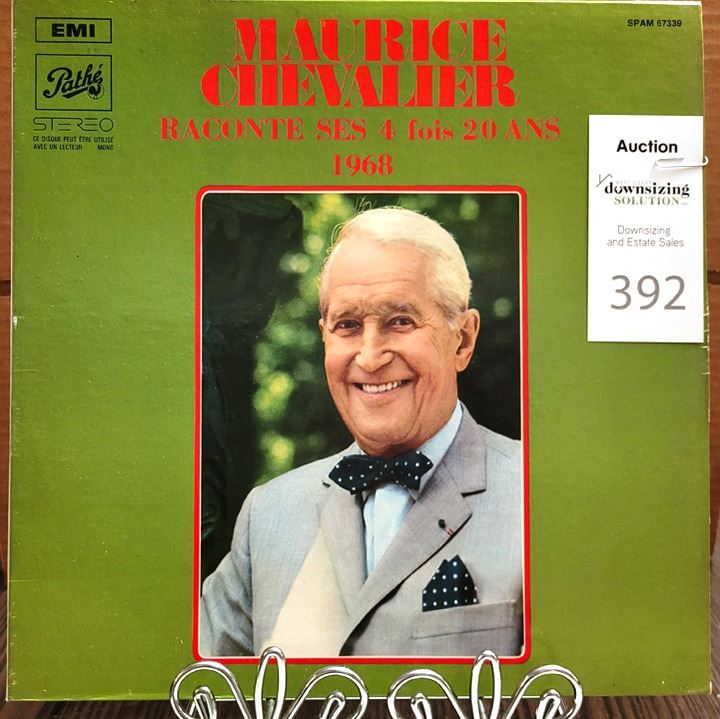 EMI
SPAM 67339
Pathé
STEREO
CE DISQUE PEUT ÊTRE UTILISÉ
AVEC UN LECTEUR MONO
MAURICE
CHEVALIER
RACONTE SES 4 fois 20 ANS
1968
Auction
downsizing
SOLUTION
Downsizing
and Estate Sales
392